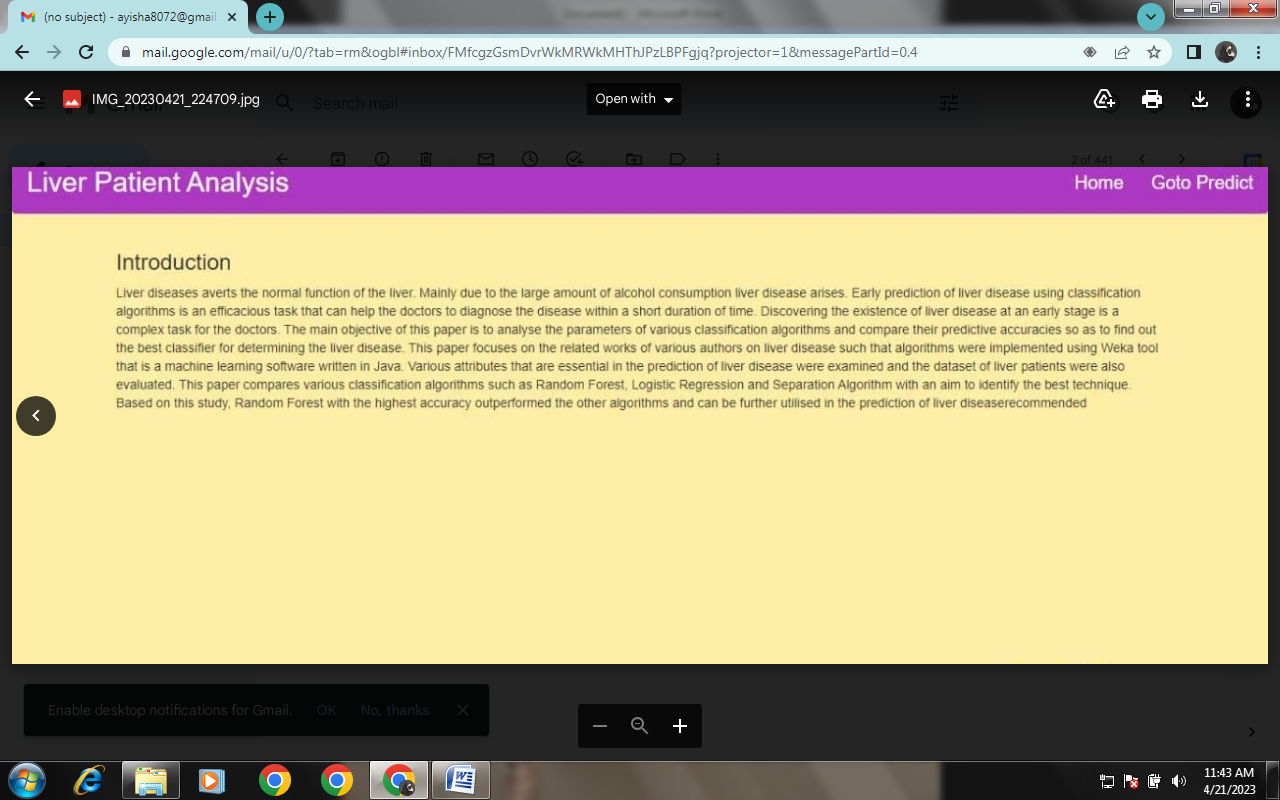 (no subject) - ayisha8072@gmail
Document1 - Microsoft Word
mail.google.com/mail/u/0/?tab=rm&ogbl#inbox/FMfcgzGsmDvrWkMRWkMHThJPzLBPFgjq?projector=1&messagePartId=0.4
IMG_20230421_224709.jpg
Search mail
Open with
2 of 441
Liver Patient Analysis
Home
Goto Predict
Introduction
Liver diseases averts the normal function of the liver. Mainly due to the large amount of alcohol consumption liver disease arises. Early prediction of liver disease using classification
algorithms is an efficacious task that can help the doctors to diagnose the disease within a short duration of time. Discovering the existence of liver disease at an early stage is a
complex task for the doctors. The main objective of this paper is to analyse the parameters of various classification algorithms and compare their predictive accuracies so as to find out
the best classifier for determining the liver disease. This paper focuses on the related works of various authors on liver disease such that algorithms were implemented using Weka tool
that is a machine learning software written in Java. Various attributes that are essential in the prediction of liver disease were examined and the dataset of liver patients were also
evaluated. This paper compares various classification algorithms such as Random Forest, Logistic Regression and Separation Algorithm with an aim to identify the best technique.
Based on this study, Random Forest with the highest accuracy outperformed the other algorithms and can be further utilised in the prediction of liver diseaserecommended
Enable desktop notifications for Gmail.
OK
No, thanks
11:43 AM
4/21/2023